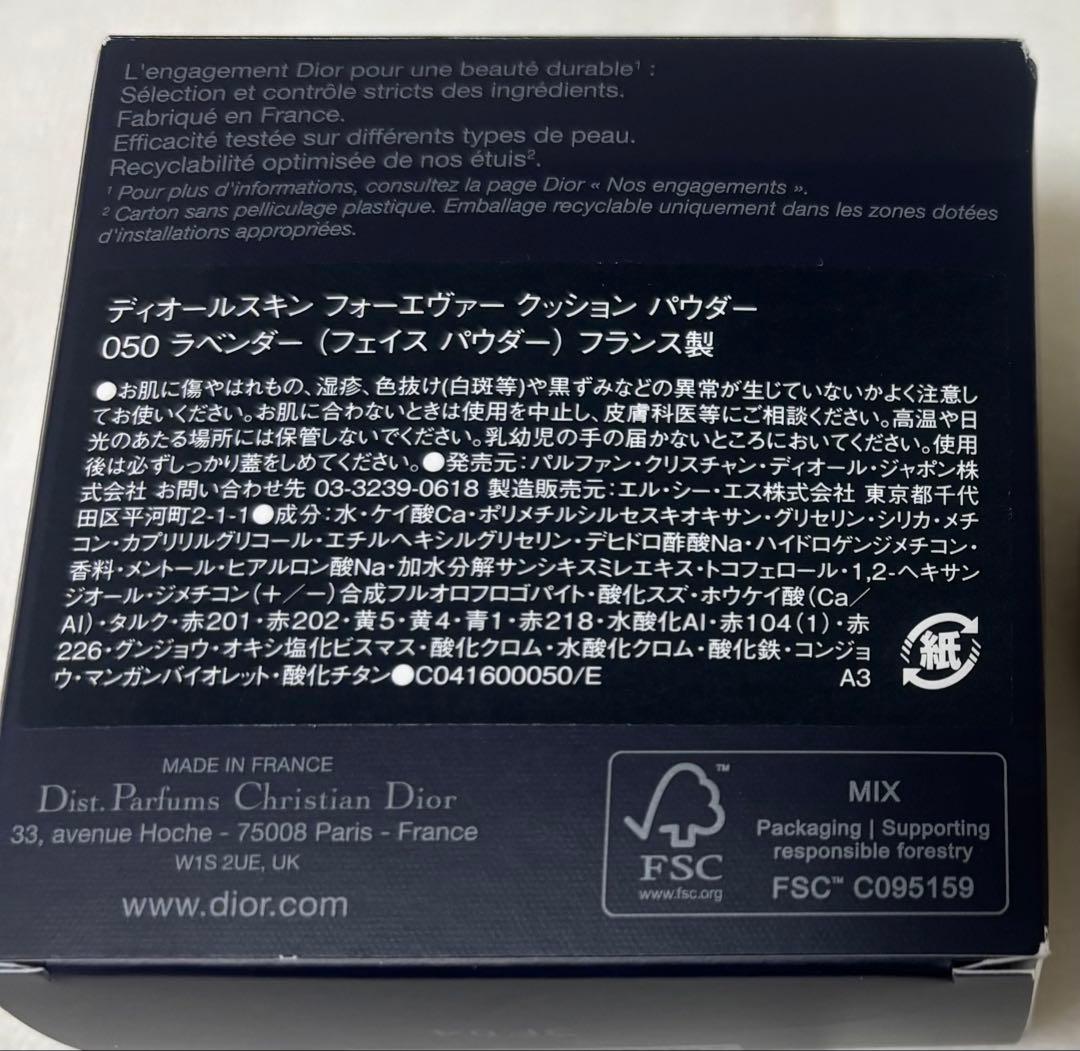 L'engagement Dior pour une beauté durable¹ :
Sélection et contrôle stricts des ingrédients.
Fabriqué en France.
Efficacité testée sur différents types de peau.
Recyclabilité optimisée de nos étuis².
¹ Pour plus d'informations, consultez la page Dior « Nos engagements ».
² Carton sans pelliculage plastique. Emballage recyclable uniquement dans les zones dotées
d'installations appropriées.
ディオールスキン フォーエヴァー クッション パウダー
050 ラベンダー（フェイス パウダー）フランス製
●お肌に傷やはれもの、湿疹、色抜け(白斑等)や黒ずみなどの異常が生じていないかよく注意し
てお使いください。お肌に合わないときは使用を中止し、皮膚科医等にご相談ください。高温や日
光のあたる場所には保管しないでください。乳幼児の手の届かないところにおいてください。使用
後は必ずしっかり蓋をしめてください。●発売元：パルファン・クリスチャン・ディオール・ジャポン株
式会社 お問い合わせ先 03-3239-0618 製造販売元：エル・シー・エス株式会社 東京都千代
田区平河町2-1-1●成分：水・ケイ酸Ca・ポリメチルシルセスキオキサン・グリセリン・シリカ・メチ
コン・カプリリルグリコール・エチルヘキシルグリセリン・デヒドロ酢酸Na・ハイドロゲンジメチコン・
香料・メントール・ヒアルロン酸Na・加水分解サンシキスミレエキス・トコフェロール・1,2-ヘキサン
ジオール・ジメチコン（＋／－）合成フルオロフロゴパイト・酸化スズ・ホウケイ酸（Ca／
Al）・タルク・赤201・赤202・黄5・黄4・青1・赤218・水酸化Al・赤104（1）・赤
226・グンジョウ・オキシ塩化ビスマス・酸化クロム・水酸化クロム・酸化鉄・コンジョ
ウ・マンガンバイオレット・酸化チタン●C041600050/E A3
紙
MADE IN FRANCE
Dist. Parfums Christian Dior
33, avenue Hoche - 75008 Paris - France
W1S 2UE, UK
www.dior.com
FSC
www.fsc.org
TM
MIX
Packaging | Supporting
responsible forestry
FSC™ C095159